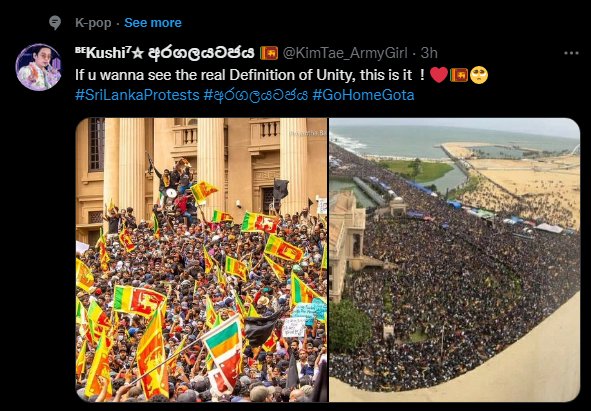 K-pop · See more
ᴮᴱKushi⁷☆ අරගලයටජය 🇱🇰 @KimTae_ArmyGirl · 3h
If u wanna see the real Definition of Unity, this is it ! ❤️🇱🇰🥺
#SriLankaProtests #අරගලයටජය #GoHomeGota